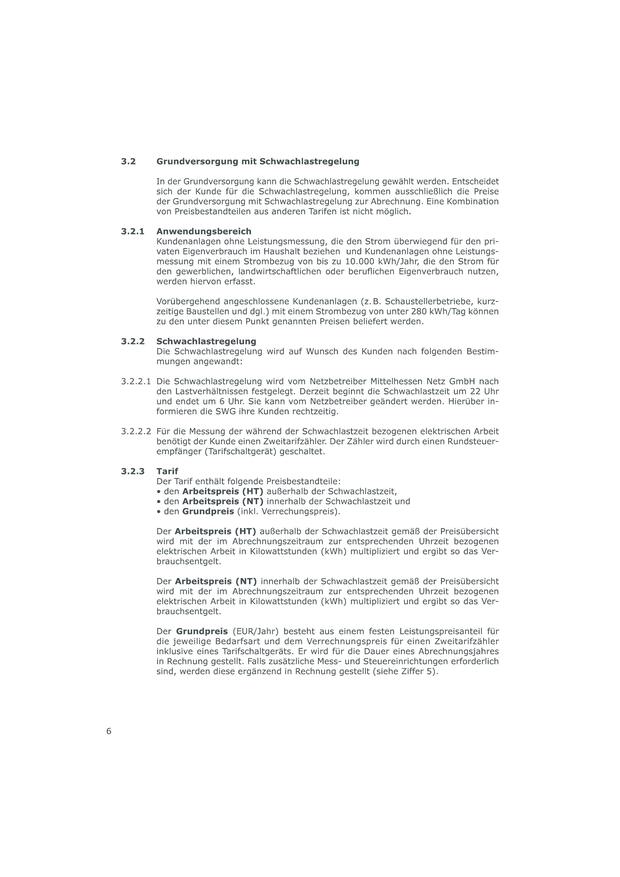 3.2 Grundversorgung mit Schwachlastregelung
In der Grundversorgung kann die Schwachlastregelung gewählt werden. Entscheidet
sich der Kunde für die Schwachlastregelung, kommen ausschließlich die Preise
der Grundversorgung mit Schwachlastregelung zur Abrechnung. Eine Kombination
von Preisbestandteilen aus anderen Tarifen ist nicht möglich.
3.2.1 Anwendungsbereich
Kundenanlagen ohne Leistungsmessung, die den Strom überwiegend für den pri-
vaten Eigenverbrauch im Haushalt beziehen und Kundenanlagen ohne Leistungs-
messung mit einem Strombezug von bis zu 10.000 kWh/Jahr, die den Strom für
den gewerblichen, landwirtschaftlichen oder beruflichen Eigenverbrauch nutzen,
werden hiervon erfasst.
Vorübergehend angeschlossene Kundenanlagen (z.B. Schaustellerbetriebe, kurz-
zeitige Baustellen und dgl.) mit einem Strombezug von unter 280 kWh/Tag können
zu den unter diesem Punkt genannten Preisen beliefert werden.
3.2.2 Schwachlastregelung
Die Schwachlastregelung wird auf Wunsch des Kunden nach folgenden Bestim-
mungen angewandt:
3.2.2.1 Die Schwachlastregelung wird vom Netzbetreiber Mittelhessen Netz GmbH nach
den Lastverhältnissen festgelegt. Derzeit beginnt die Schwachlastzeit um 22 Uhr
und endet um 6 Uhr. Sie kann vom Netzbetreiber geändert werden. Hierüber in-
formieren die SWG ihre Kunden rechtzeitig.
3.2.2.2 Für die Messung der während der Schwachlastzeit bezogenen elektrischen Arbeit
benötigt der Kunde einen Zweitarifzähler. Der Zähler wird durch einen Rundsteuer-
empfänger (Tarifschaltgerät) geschaltet.
3.2.3 Tarif
Der Tarif enthält folgende Preisbestandteile:
• den Arbeitspreis (HT) außerhalb der Schwachlastzeit,
• den Arbeitspreis (NT) innerhalb der Schwachlastzeit und
• den Grundpreis (inkl. Verrechungspreis).
Der Arbeitspreis (HT) außerhalb der Schwachlastzeit gemäß der Preisübersicht
wird mit der im Abrechnungszeitraum zur entsprechenden Uhrzeit bezogenen
elektrischen Arbeit in Kilowattstunden (kWh) multipliziert und ergibt so das Ver-
brauchsentgelt.
Der Arbeitspreis (NT) innerhalb der Schwachlastzeit gemäß der Preisübersicht
wird mit der im Abrechnungszeitraum zur entsprechenden Uhrzeit bezogenen
elektrischen Arbeit in Kilowattstunden (kWh) multipliziert und ergibt so das Ver-
brauchsentgelt.
Der Grundpreis (EUR/Jahr) besteht aus einem festen Leistungspreisanteil für
die jeweilige Bedarfsart und dem Verrechnungspreis für einen Zweitarifzähler
inklusive eines Tarifschaltgeräts. Er wird für die Dauer eines Abrechnungsjahres
in Rechnung gestellt. Falls zusätzliche Mess- und Steuereinrichtungen erforderlich
sind, werden diese ergänzend in Rechnung gestellt (siehe Ziffer 5).
6